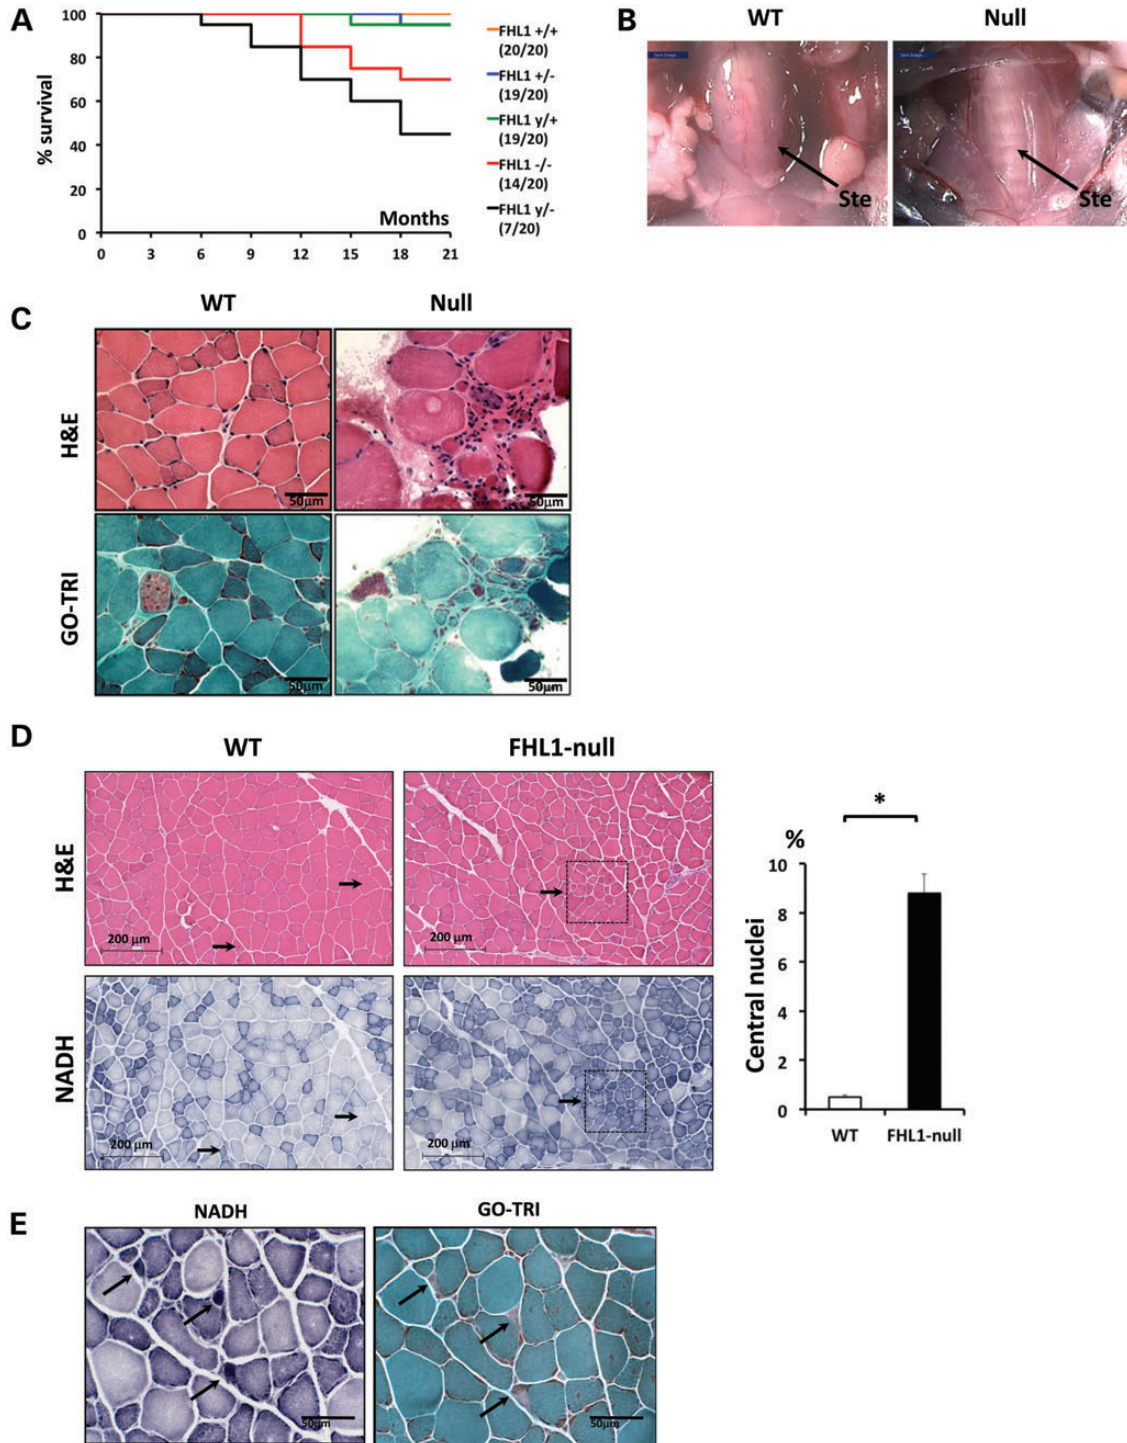 A
100
80
60
40
20
0
% survival
Months
0 3 6 9 12 15 18 21
FHL1 +/+
(20/20)
FHL1 +/-
(19/20)
FHL1 y/+
(19/20)
FHL1 -/-
(14/20)
FHL1 y/-
(7/20)
B
WT
Null
Ste
Ste
C
WT
Null
H&E
50μm
50μm
GO-TRI
50μm
50μm
D
WT
FHL1-null
H&E
200 μm
200 μm
NADH
200 μm
200 μm
*
%
10
8
6
4
2
0
Central nuclei
WT
FHL1-null
E
NADH
GO-TRI
50μm
50μm